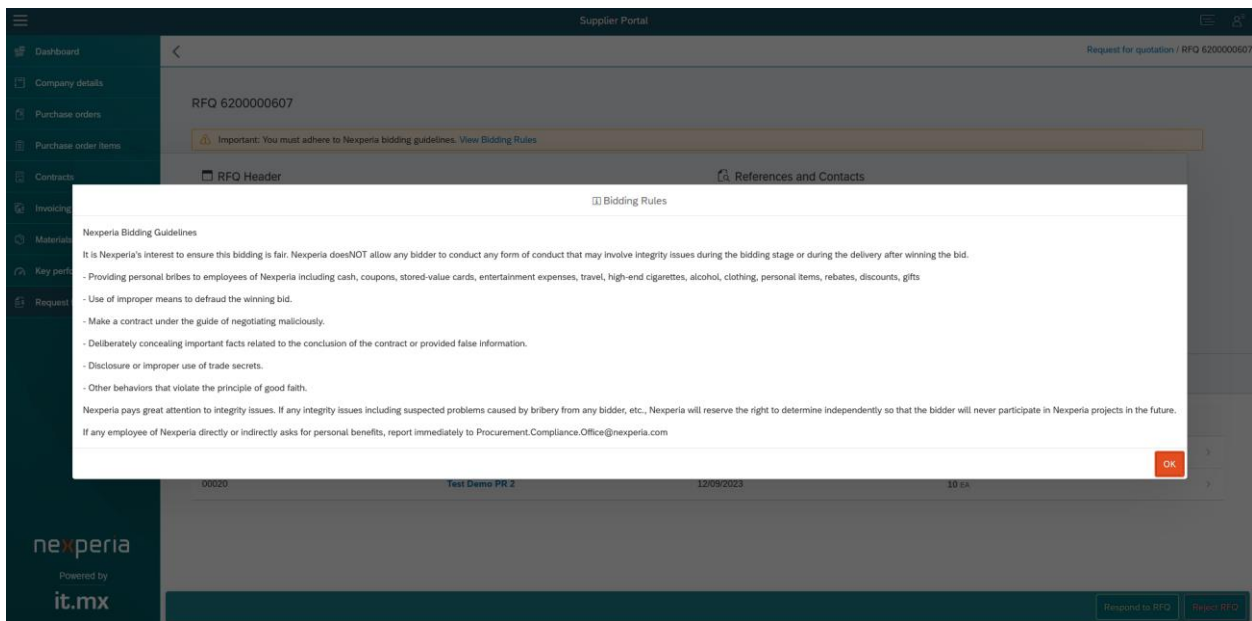 Supplier Portal
Dashboard
Request for quotation / RFQ 6200000607
Company details
RFQ 6200000607
Purchase orders
Important: You must adhere to Nexperia bidding guidelines. View Bidding Rules
Purchase order items
Contracts
RFQ Header
References and Contacts
Invoicing
Materials
Key perfo
Request
Bidding Rules
Nexperia Bidding Guidelines
It is Nexperia's interest to ensure this bidding is fair. Nexperia doesNOT allow any bidder to conduct any form of conduct that may involve integrity issues during the bidding stage or during the delivery after winning the bid.
- Providing personal bribes to employees of Nexperia including cash, coupons, stored-value cards, entertainment expenses, travel, high-end cigarettes, alcohol, clothing, personal items, rebates, discounts, gifts
- Use of improper means to defraud the winning bid.
- Make a contract under the guide of negotiating maliciously.
- Deliberately concealing important facts related to the conclusion of the contract or provided false information.
- Disclosure or improper use of trade secrets.
- Other behaviors that violate the principle of good faith.
Nexperia pays great attention to integrity issues. If any integrity issues including suspected problems caused by bribery from any bidder, etc., Nexperia will reserve the right to determine independently so that the bidder will never participate in Nexperia projects in the future.
If any employee of Nexperia directly or indirectly asks for personal benefits, report immediately to Procurement.Compliance.Office@nexperia.com
OK
00020 Test Demo PR 2 12/09/2023 10 EA
nexperia
Powered by
it.mx
Respond to RFQ Reject RFQ